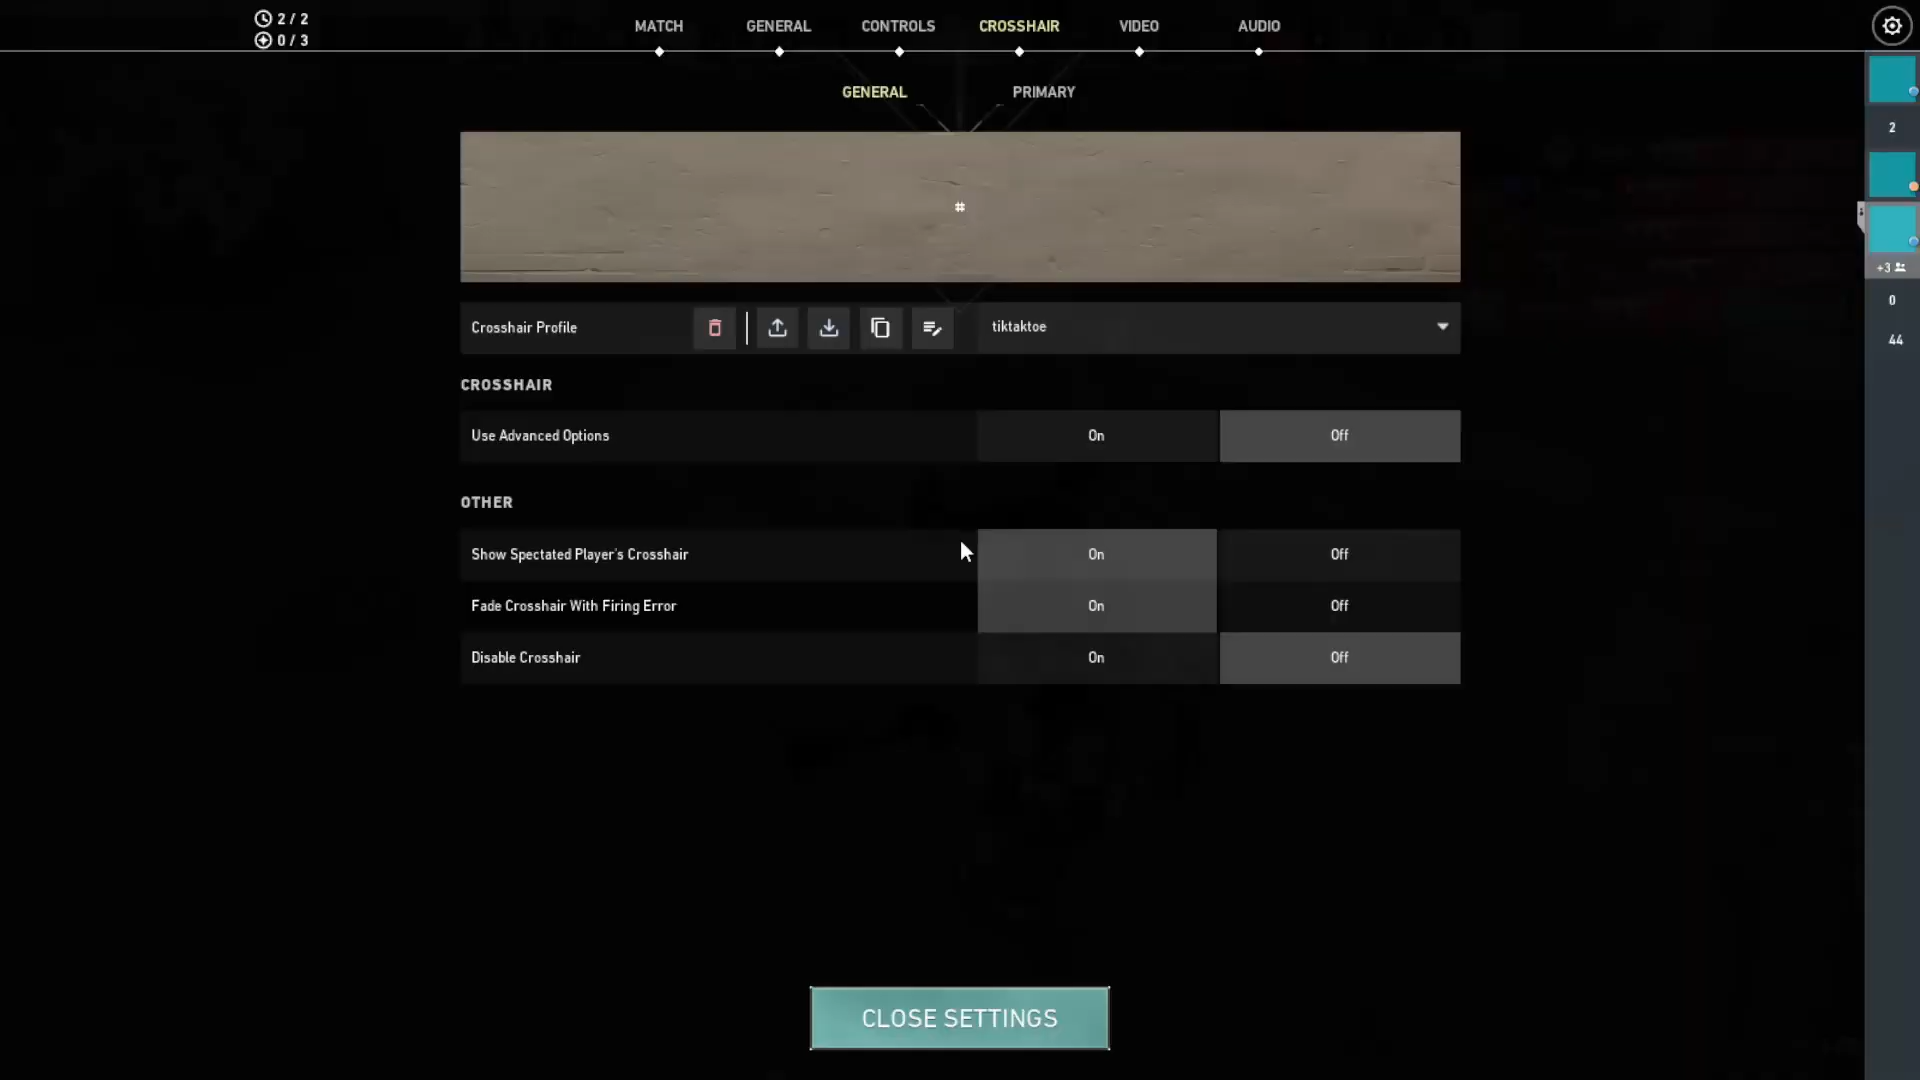 2 / 2
0 / 3
MATCH
GENERAL
CONTROLS
CROSSHAIR
VIDEO
AUDIO
GENERAL
PRIMARY
Crosshair Profile
tiktaktoe
CROSSHAIR
Use Advanced Options
On
Off
OTHER
Show Spectated Player's Crosshair
On
Off
Fade Crosshair With Firing Error
On
Off
Disable Crosshair
On
Off
CLOSE SETTINGS
2
+3
0
44